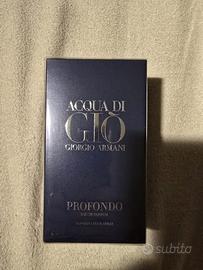 ACQUA DI
GIÒ
GIORGIO ARMANI
PROFONDO
EAU DE PARFUM
subito